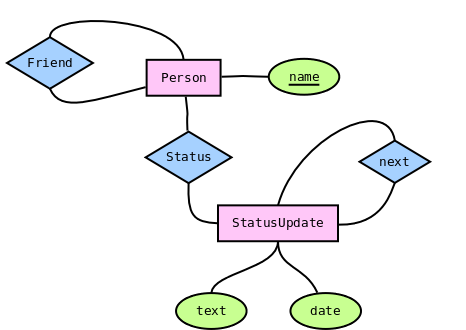 Friend
Person
name
Status
next
StatusUpdate
text
date